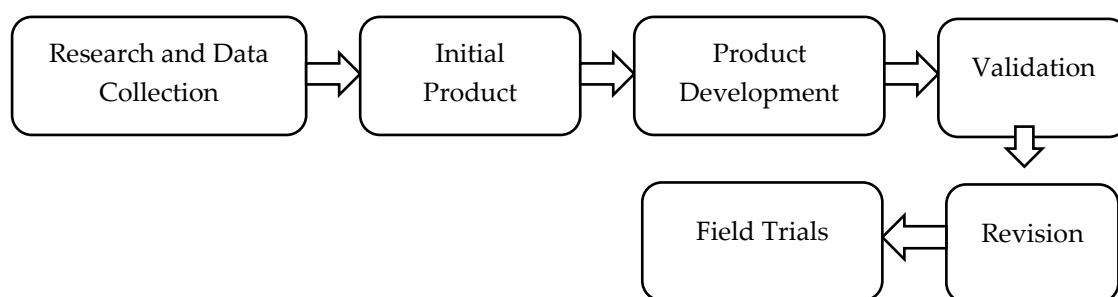 Research and Data
Collection
Initial
Product
Product
Development
Validation
Revision
Field Trials